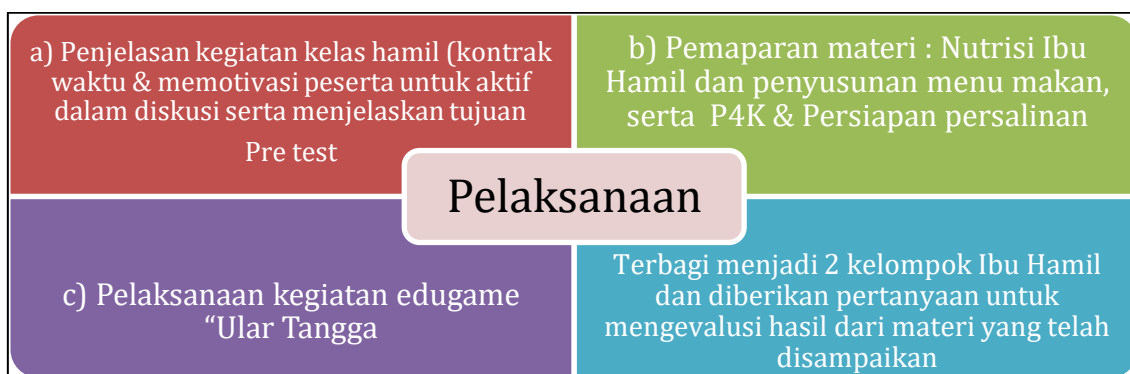 a) Penjelasan kegiatan kelas hamil (kontrak
waktu & memotivasi peserta untuk aktif
dalam diskusi serta menjelaskan tujuan
Pre test
b) Pemaparan materi : Nutrisi Ibu
Hamil dan penyusunan menu makan,
serta P4K & Persiapan persalinan
Pelaksanaan
c) Pelaksanaan kegiatan edugame
“Ular Tangga
Terbagi menjadi 2 kelompok Ibu Hamil
dan diberikan pertanyaan untuk
mengevalusi hasil dari materi yang telah
disampaikan